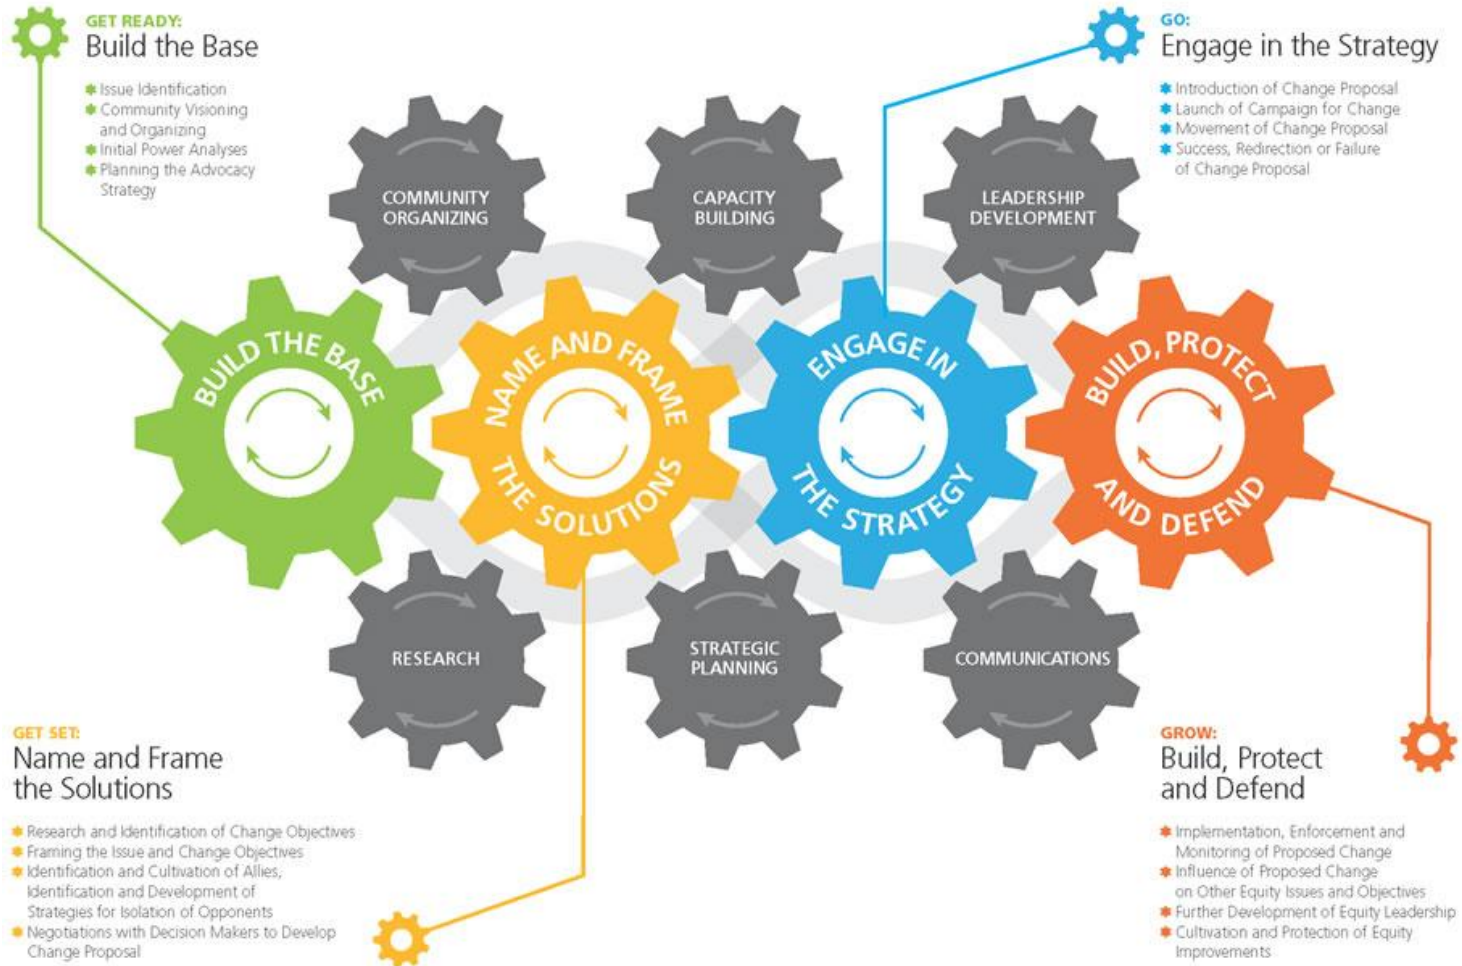 GET READY:
Build the Base
Issue Identification
Community Visioning
and Organizing
Initial Power Analyses
Planning the Advocacy
Strategy
GO:
Engage in the Strategy
Introduction of Change Proposal
Launch of Campaign for Change
Movement of Change Proposal
Success, Redirection or Failure
of Change Proposal
COMMUNITY
ORGANIZING
CAPACITY
BUILDING
LEADERSHIP
DEVELOPMENT
BUILD THE BASE
NAME AND FRAME
THE SOLUTIONS
ENGAGE IN
THE STRATEGY
BUILD, PROTECT
AND DEFEND
RESEARCH
STRATEGIC
PLANNING
COMMUNICATIONS
GET SET:
Name and Frame
the Solutions
Research and Identification of Change Objectives
Framing the Issue and Change Objectives
Identification and Cultivation of Allies,
Identification and Development of
Strategies for Isolation of Opponents
Negotiations with Decision Makers to Develop
Change Proposal
GROW:
Build, Protect
and Defend
Implementation, Enforcement and
Monitoring of Proposed Change
Influence of Proposed Change
on Other Equity Issues and Objectives
Further Development of Equity Leadership
Cultivation and Protection of Equity
Improvements